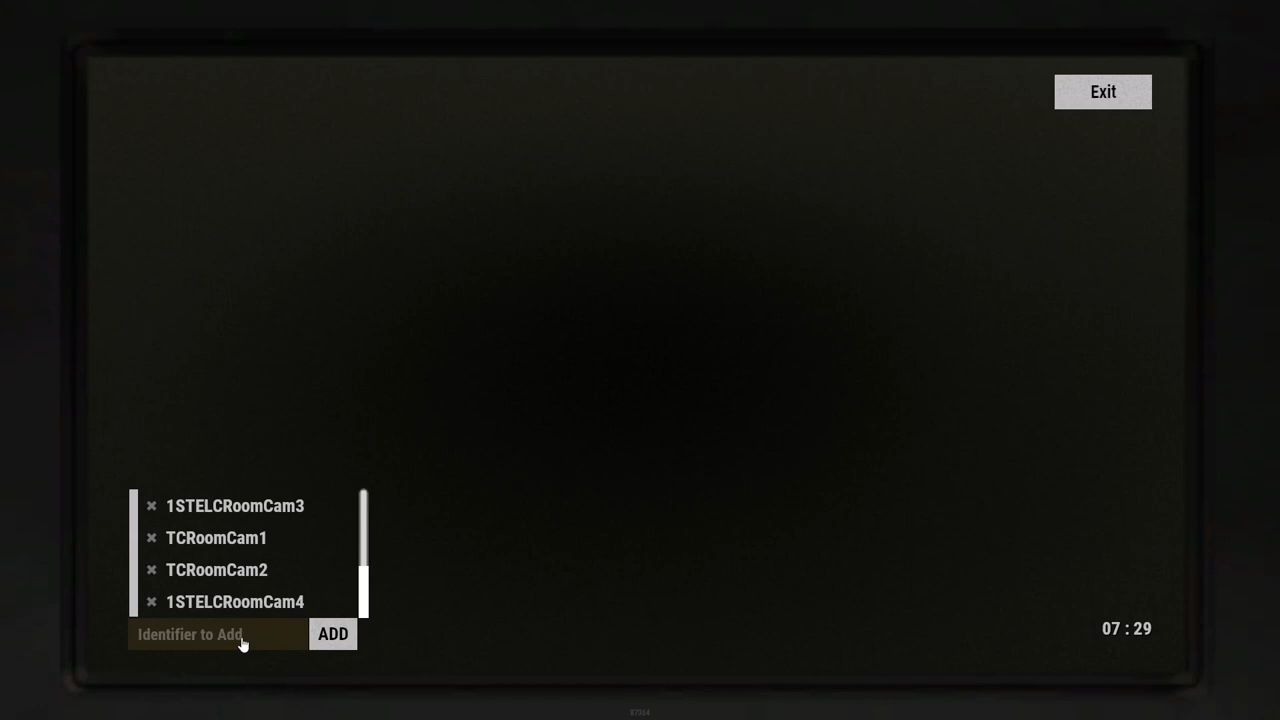 Exit
1STELCRoomCam3
TCRoomCam1
TCRoomCam2
1STELCRoomCam4
Identifier to Add
ADD
07 : 29